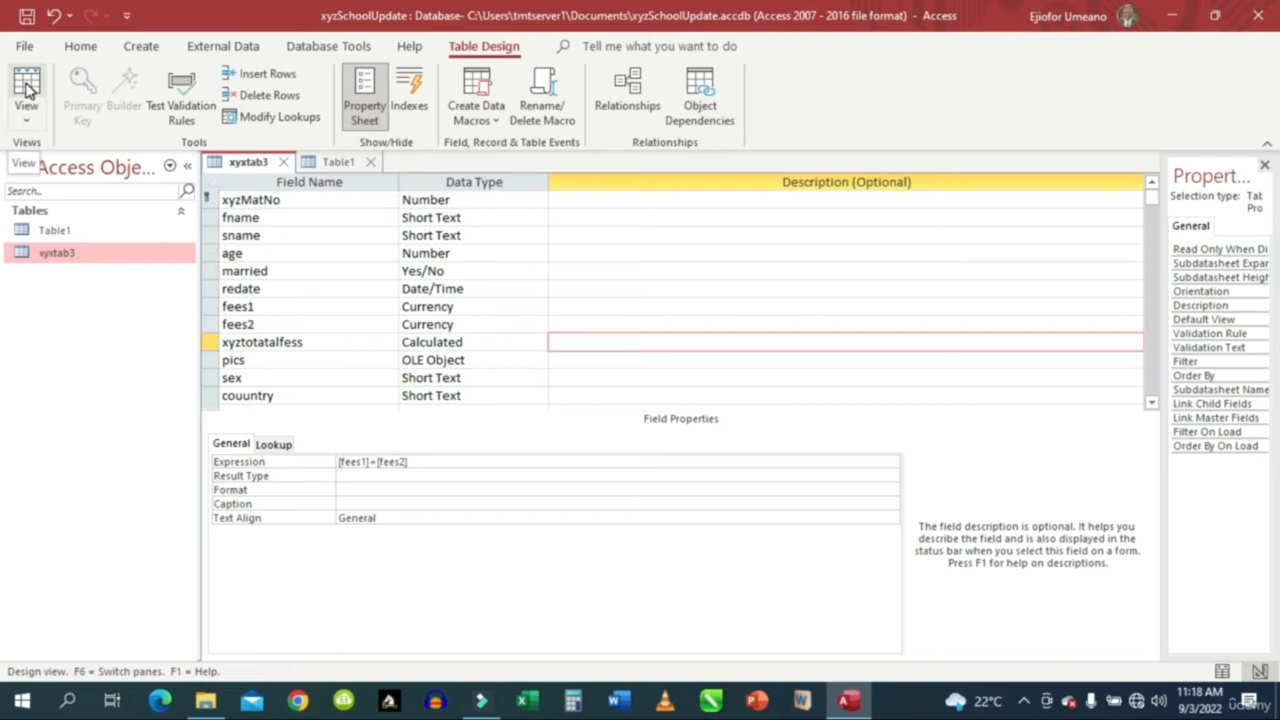 xyzSchoolUpdate : Database- C:\Users\tmtserver1\Documents\xyzSchoolUpdate.accdb (Access 2007 - 2016 file format) - Access
Ejiofor Umeano
File
Home
Create
External Data
Database Tools
Help
Table Design
Tell me what you want to do
View
Primary
Key
Builder
Test Validation
Rules
Insert Rows
Delete Rows
Modify Lookups
Property
Sheet
Indexes
Create Data
Macros
Rename/
Delete Macro
Relationships
Object
Dependencies
Views
Tools
Show/Hide
Field, Record & Table Events
Relationships
View
Access Obje...
Search...
Tables
Table1
xyxtab3
xyxtab3
Table1
Field Name
Data Type
Description (Optional)
xyzMatNo
Number
fname
Short Text
sname
Short Text
age
Number
married
Yes/No
redate
Date/Time
fees1
Currency
fees2
Currency
xyztotatalfess
Calculated
pics
OLE Object
sex
Short Text
couuntry
Short Text
Field Properties
General
Lookup
Expression
[fees1]+[fees2]
Result Type
Format
Caption
Text Align
General
The field description is optional. It helps you
describe the field and is also displayed in the
status bar when you select this field on a form.
Press F1 for help on descriptions.
Propert...
Selection type:
Tal
Pro
General
Read Only When Di
Subdatasheet Expar
Subdatasheet Heigh
Orientation
Description
Default View
Validation Rule
Validation Text
Filter
Order By
Subdatasheet Name
Link Child Fields
Link Master Fields
Filter On Load
Order By On Load
Design view. F6 = Switch panes. F1 = Help.
22°C
11:18 AM
9/3/2022
udemy